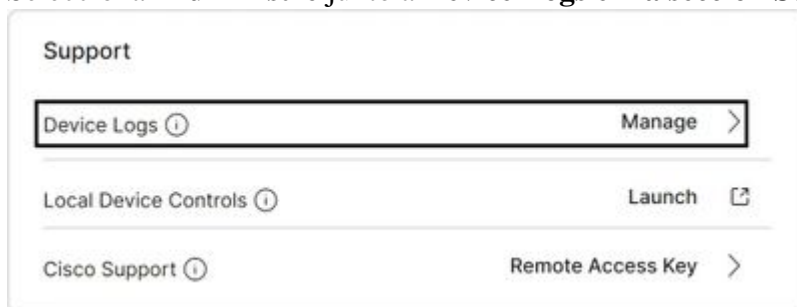 Support
Device Logs Manage
Local Device Controls Launch
Cisco Support Remote Access Key